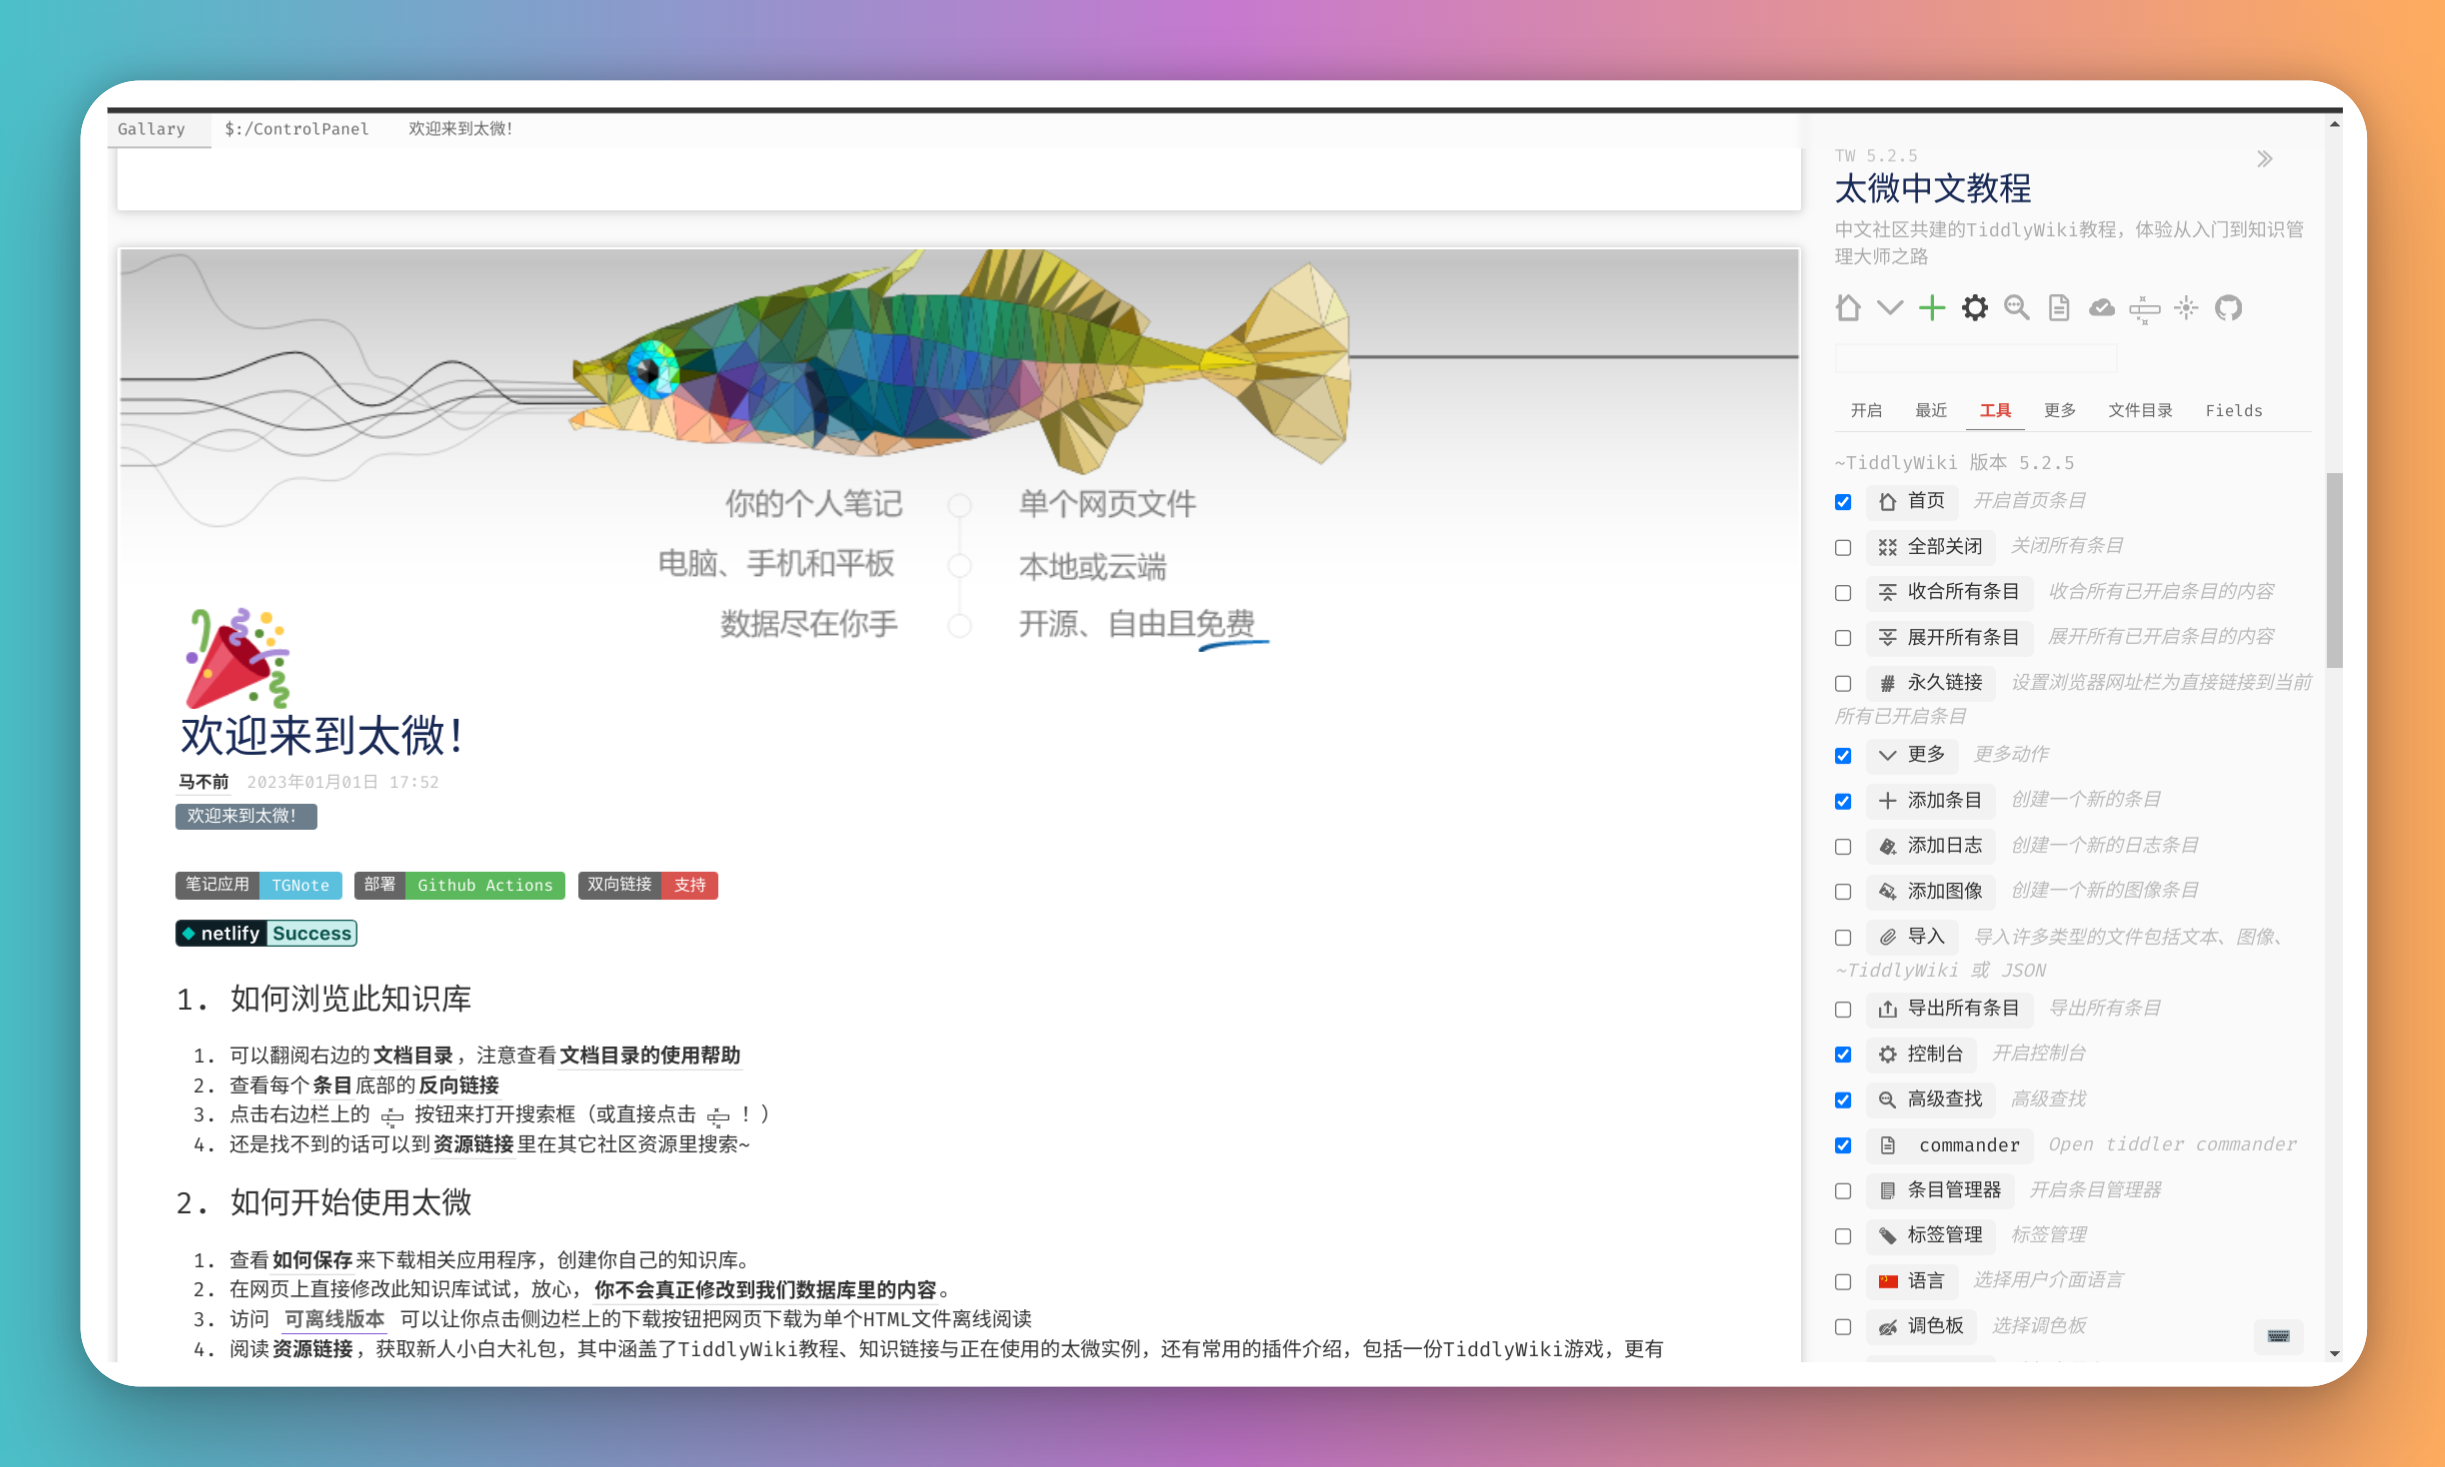 Gallary $:/ControlPanel 欢迎来到太微！
你的个人笔记 单个网页文件
电脑、手机和平板 本地或云端
数据尽在你手 开源、自由且免费
欢迎来到太微！
马不前 2023年01月01日 17:52
欢迎来到太微！
笔记应用 TGNote 部署 Github Actions 双向链接 支持
netlify Success
1. 如何浏览此知识库
1. 可以翻阅右边的 文档目录，注意查看 文档目录的使用帮助
2. 查看每个 条目 底部的 反向链接
3. 点击右边栏上的 按钮来打开搜索框（或直接点击 ！）
4. 还是找不到的话可以到 资源链接 里在其它社区资源里搜索~
2. 如何开始使用太微
1. 查看 如何保存 来下载相关应用程序，创建你自己的知识库。
2. 在网页上直接修改此知识库试试，放心，你不会真正修改到我们数据库里的内容。
3. 访问 可离线版本 可以让你点击侧边栏上的下载按钮把网页下载为单个HTML文件离线阅读
4. 阅读 资源链接，获取新人小白大礼包，其中涵盖了TiddlyWiki教程、知识链接与正在使用的太微实例，还有常用的插件介绍，包括一份TiddlyWiki游戏，更有
TW 5.2.5
太微中文教程
中文社区共建的TiddlyWiki教程，体验从入门到知识管
理大师之路
开启 最近 工具 更多 文件目录 Fields
~TiddlyWiki 版本 5.2.5
首页 开启首页条目
全部关闭 关闭所有条目
收合所有条目 收合所有已开启条目的内容
展开所有条目 展开所有已开启条目的内容
永久链接 设置浏览器网址栏为直接链接到当前
所有已开启条目
更多 更多动作
添加条目 创建一个新的条目
添加日志 创建一个新的日志条目
添加图像 创建一个新的图像条目
导入 导入许多类型的文件包括文本、图像、
~TiddlyWiki 或 JSON
导出所有条目 导出所有条目
控制台 开启控制台
高级查找 高级查找
commander Open tiddler commander
条目管理器 开启条目管理器
标签管理 标签管理
语言 选择用户介面语言
调色板 选择调色板